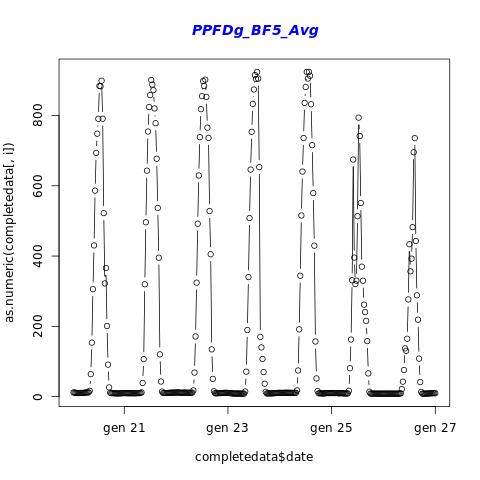 PPFDg_BF5_Avg
as.numeric(completedata[, i])
800
600
400
200
0
gen 21 gen 23 gen 25 gen 27
completedata$date